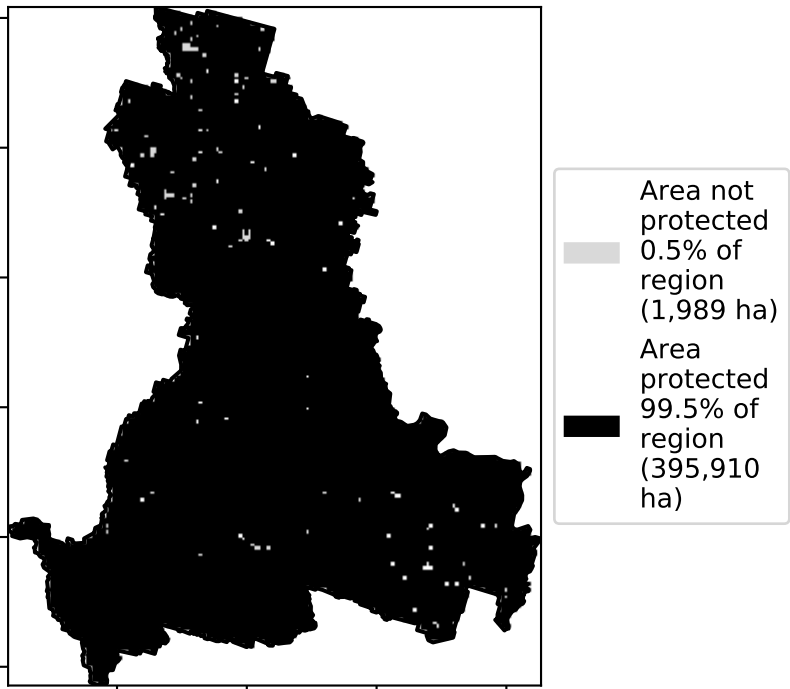 Area not
protected
0.5% of
region
(1,989 ha)
Area
protected
99.5% of
region
(395,910
ha)